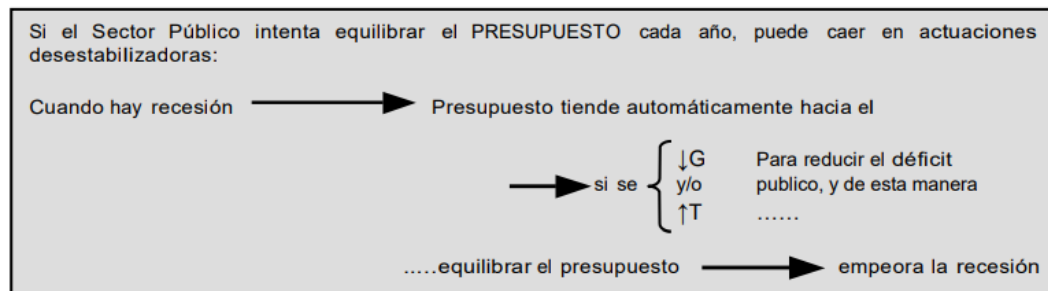 Si el Sector Público intenta equilibrar el PRESUPUESTO cada año, puede caer en actuaciones
desestabilizadoras:
Cuando hay recesión Presupuesto tiende automáticamente hacia el
↓G Para reducir el déficit
si se y/o publico, y de esta manera
↑T ......
.....equilibrar el presupuesto empeora la recesión